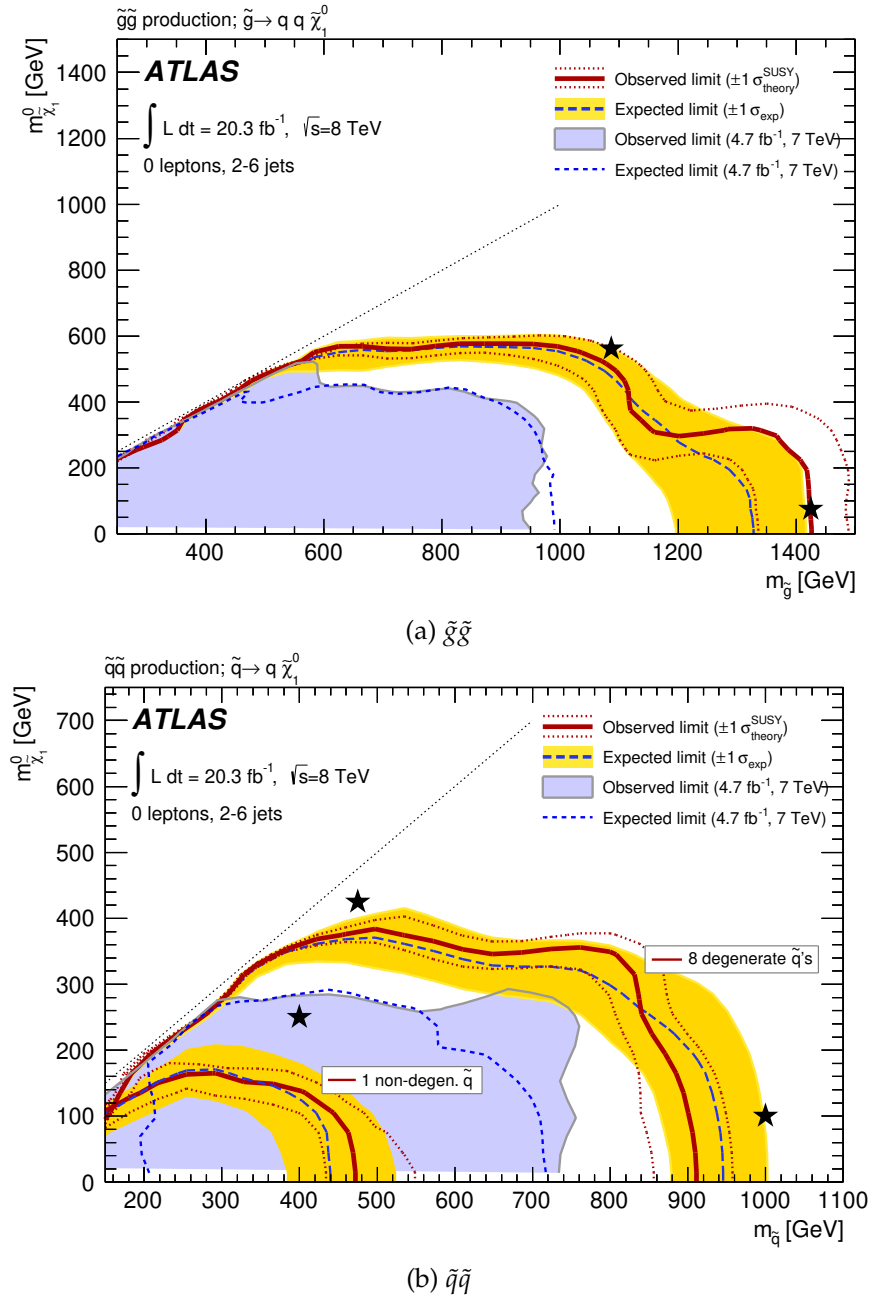 g̃g̃ production; g̃→ q q χ̃₁⁰
m_χ̃₁⁰ [GeV]
1400
1200
1000
800
600
400
200
0
ATLAS
∫ L dt = 20.3 fb⁻¹, √s=8 TeV
0 leptons, 2-6 jets
Observed limit (±1 σ_theory^SUSY)
Expected limit (±1 σ_exp)
Observed limit (4.7 fb⁻¹, 7 TeV)
Expected limit (4.7 fb⁻¹, 7 TeV)
400 600 800 1000 1200 1400
m_g̃ [GeV]
(a) g̃g̃
q̃q̃ production; q̃→ q χ̃₁⁰
m_χ̃₁⁰ [GeV]
700
600
500
400
300
200
100
0
ATLAS
∫ L dt = 20.3 fb⁻¹, √s=8 TeV
0 leptons, 2-6 jets
Observed limit (±1 σ_theory^SUSY)
Expected limit (±1 σ_exp)
Observed limit (4.7 fb⁻¹, 7 TeV)
Expected limit (4.7 fb⁻¹, 7 TeV)
8 degenerate q̃'s
1 non-degen. q̃
200 300 400 500 600 700 800 900 1000 1100
m_q̃ [GeV]
(b) q̃q̃